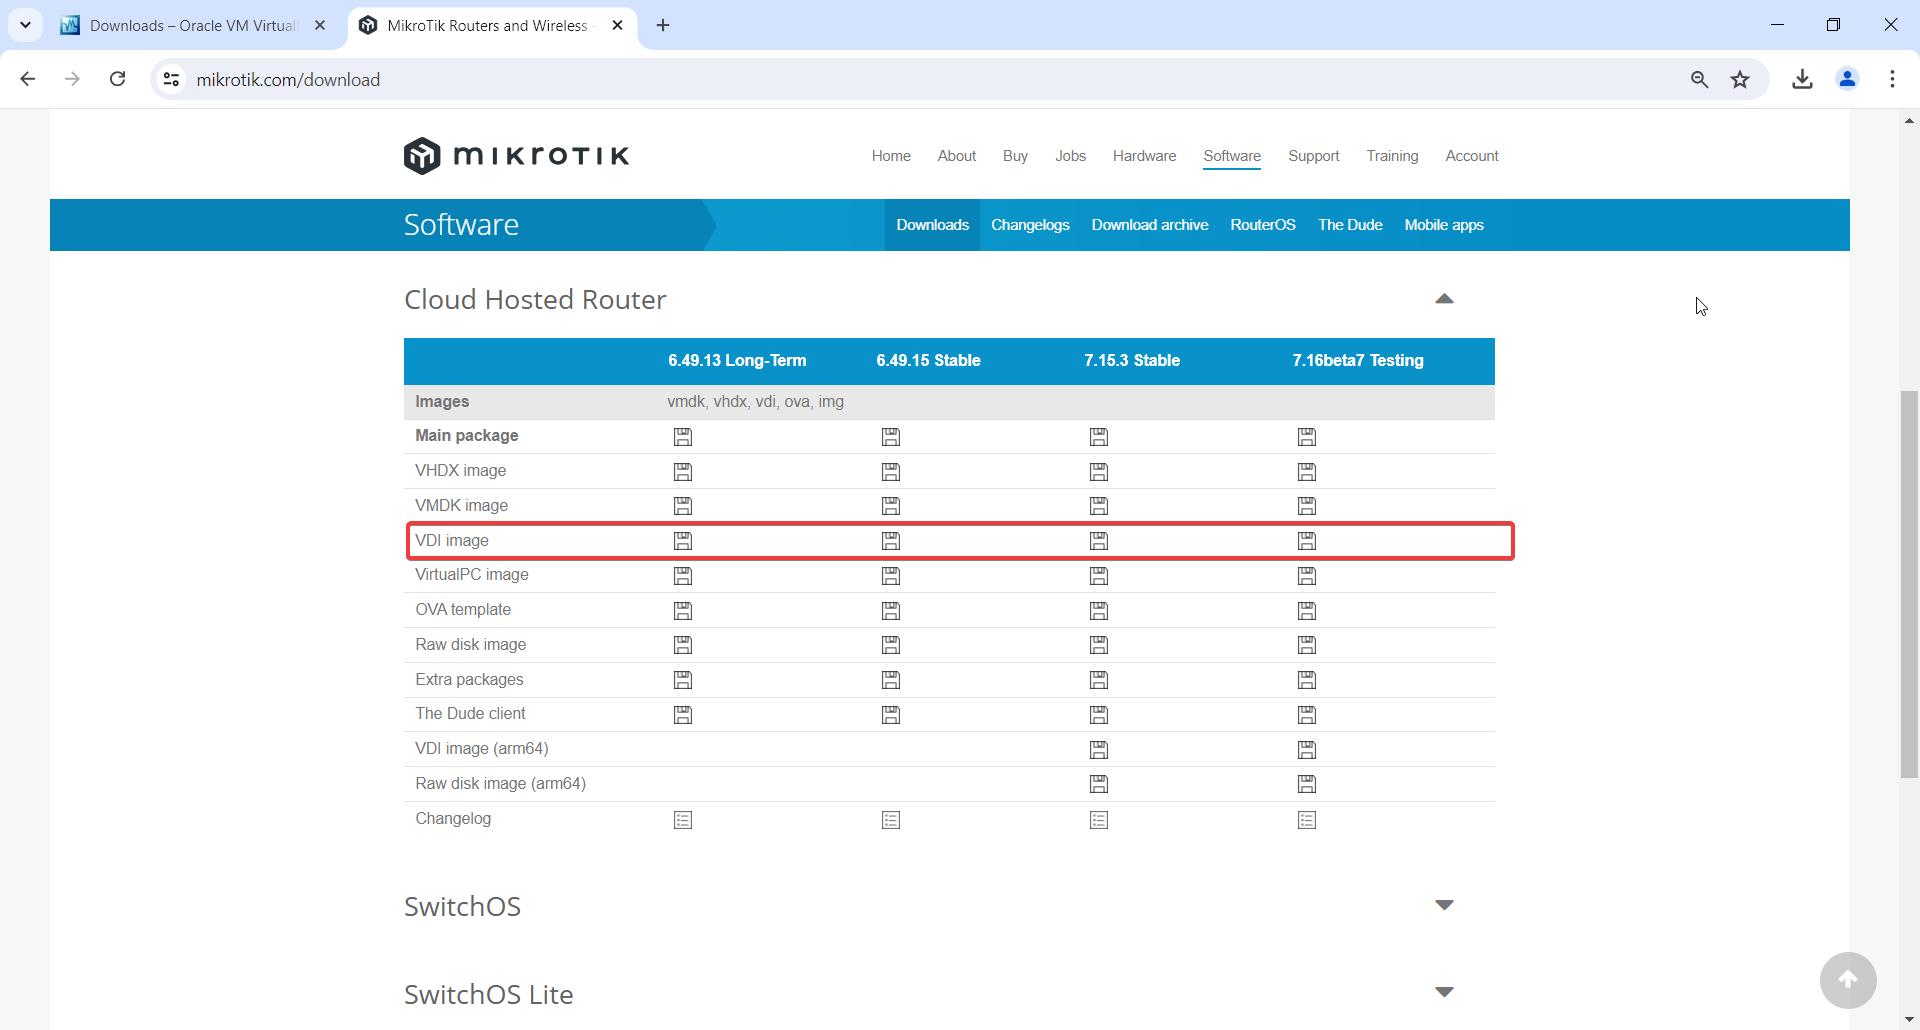 Downloads – Oracle VM Virtual
MikroTik Routers and Wireless -
mikrotik.com/download
MikroTik
Home About Buy Jobs Hardware Software Support Training Account
Software
Downloads Changelogs Download archive RouterOS The Dude Mobile apps
Cloud Hosted Router
6.49.13 Long-Term 6.49.15 Stable 7.15.3 Stable 7.16beta7 Testing
Images vmdk, vhdx, vdi, ova, img
Main package
VHDX image
VMDK image
VDI image
VirtualPC image
OVA template
Raw disk image
Extra packages
The Dude client
VDI image (arm64)
Raw disk image (arm64)
Changelog
SwitchOS
SwitchOS Lite